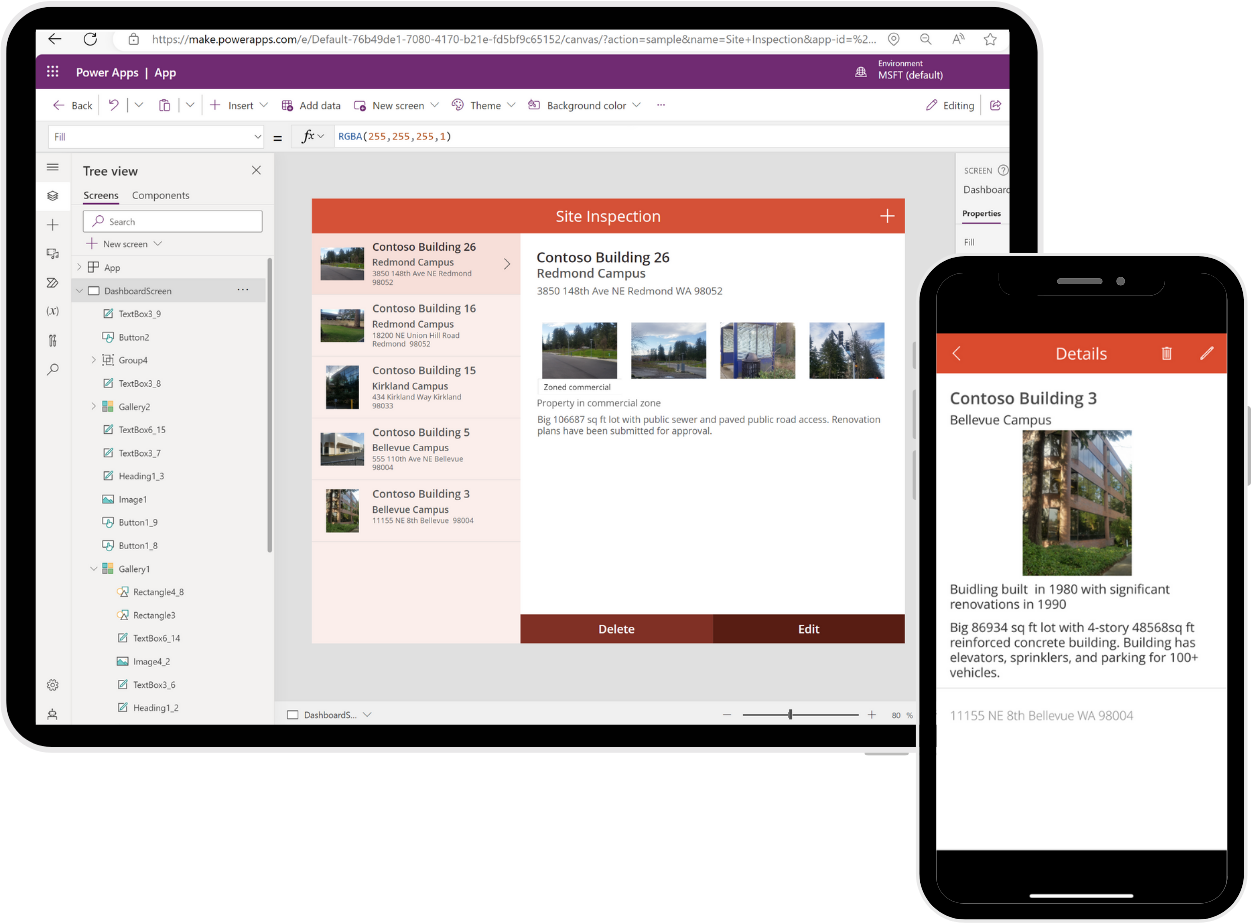 https://make.powerapps.com/e/Default-76b49de1-7080-4170-b21e-fd5bf9c65152/canvas/?action=sample&name=Site+Inspection&app-id=%2...
Power Apps | App
Environment
MSFT (default)
Back
Insert
Add data
New screen
Theme
Background color
...
Editing
Fill
=
fx
RGBA(255,255,255,1)
Tree view
Screens
Components
Search
New screen
App
DashboardScreen
...
TextBox3_9
Button2
Group4
TextBox3_8
Gallery2
TextBox6_15
TextBox3_7
Heading1_3
Image1
Button1_9
Button1_8
Gallery1
Rectangle4_8
Rectangle3
TextBox6_14
Image4_2
TextBox3_6
Heading1_2
Site Inspection
Contoso Building 26
Redmond Campus
3850 148th Ave NE Redmond
98052
Contoso Building 16
Redmond Campus
18200 NE Union Hill Road
Redmond 98052
Contoso Building 15
Kirkland Campus
434 Kirkland Way Kirkland
98033
Contoso Building 5
Bellevue Campus
555 110th Ave NE Bellevue
98004
Contoso Building 3
Bellevue Campus
11155 NE 8th Bellevue 98004
Contoso Building 26
Redmond Campus
3850 148th Ave NE Redmond WA 98052
Zoned commercial
Property in commercial zone
Big 106687 sq ft lot with public sewer and paved public road access. Renovation
plans have been submitted for approval.
Delete
Edit
DashboardS...
80 %
SCREEN
Dashboard
Properties
Fill
Details
Contoso Building 3
Bellevue Campus
Buidling built in 1980 with significant
renovations in 1990
Big 86934 sq ft lot with 4-story 48568sq ft
reinforced concrete building. Building has
elevators, sprinklers, and parking for 100+
vehicles.
11155 NE 8th Bellevue WA 98004